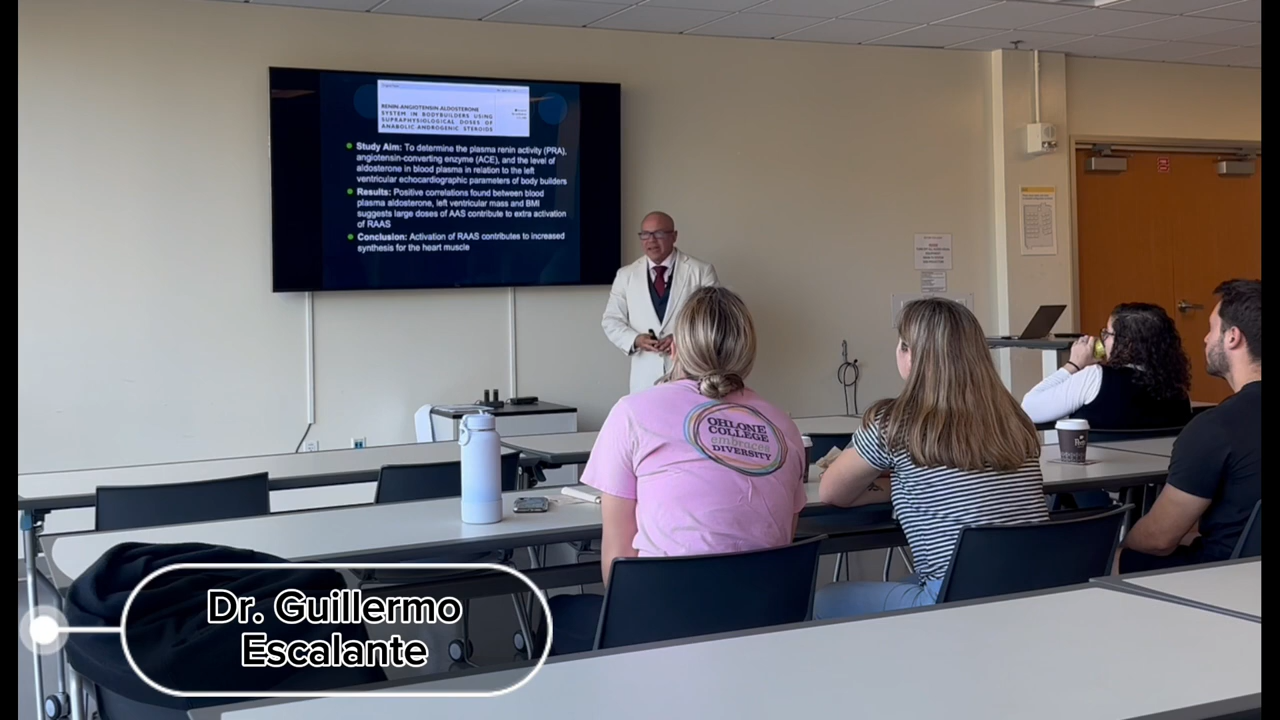 RENIN-ANGIOTENSIN-ALDOSTERONE
SYSTEM IN BODYBUILDERS USING
SUPRAPHYSIOLOGICAL DOSES OF
ANABOLIC-ANDROGENIC STEROIDS
Study Aim: To determine the plasma renin activity (PRA),
angiotensin-converting enzyme (ACE), and the level of
aldosterone in blood plasma in relation to the left
ventricular echocardiographic parameters of body builders
Results: Positive correlations found between blood
plasma aldosterone, left ventricular mass and BMI
suggests large doses of AAS contribute to extra activation
of RAAS
Conclusion: Activation of RAAS contributes to increased
synthesis for the heart muscle
OHLONE
COLLEGE
embraces
DIVERSITY
Dr. Guillermo
Escalante